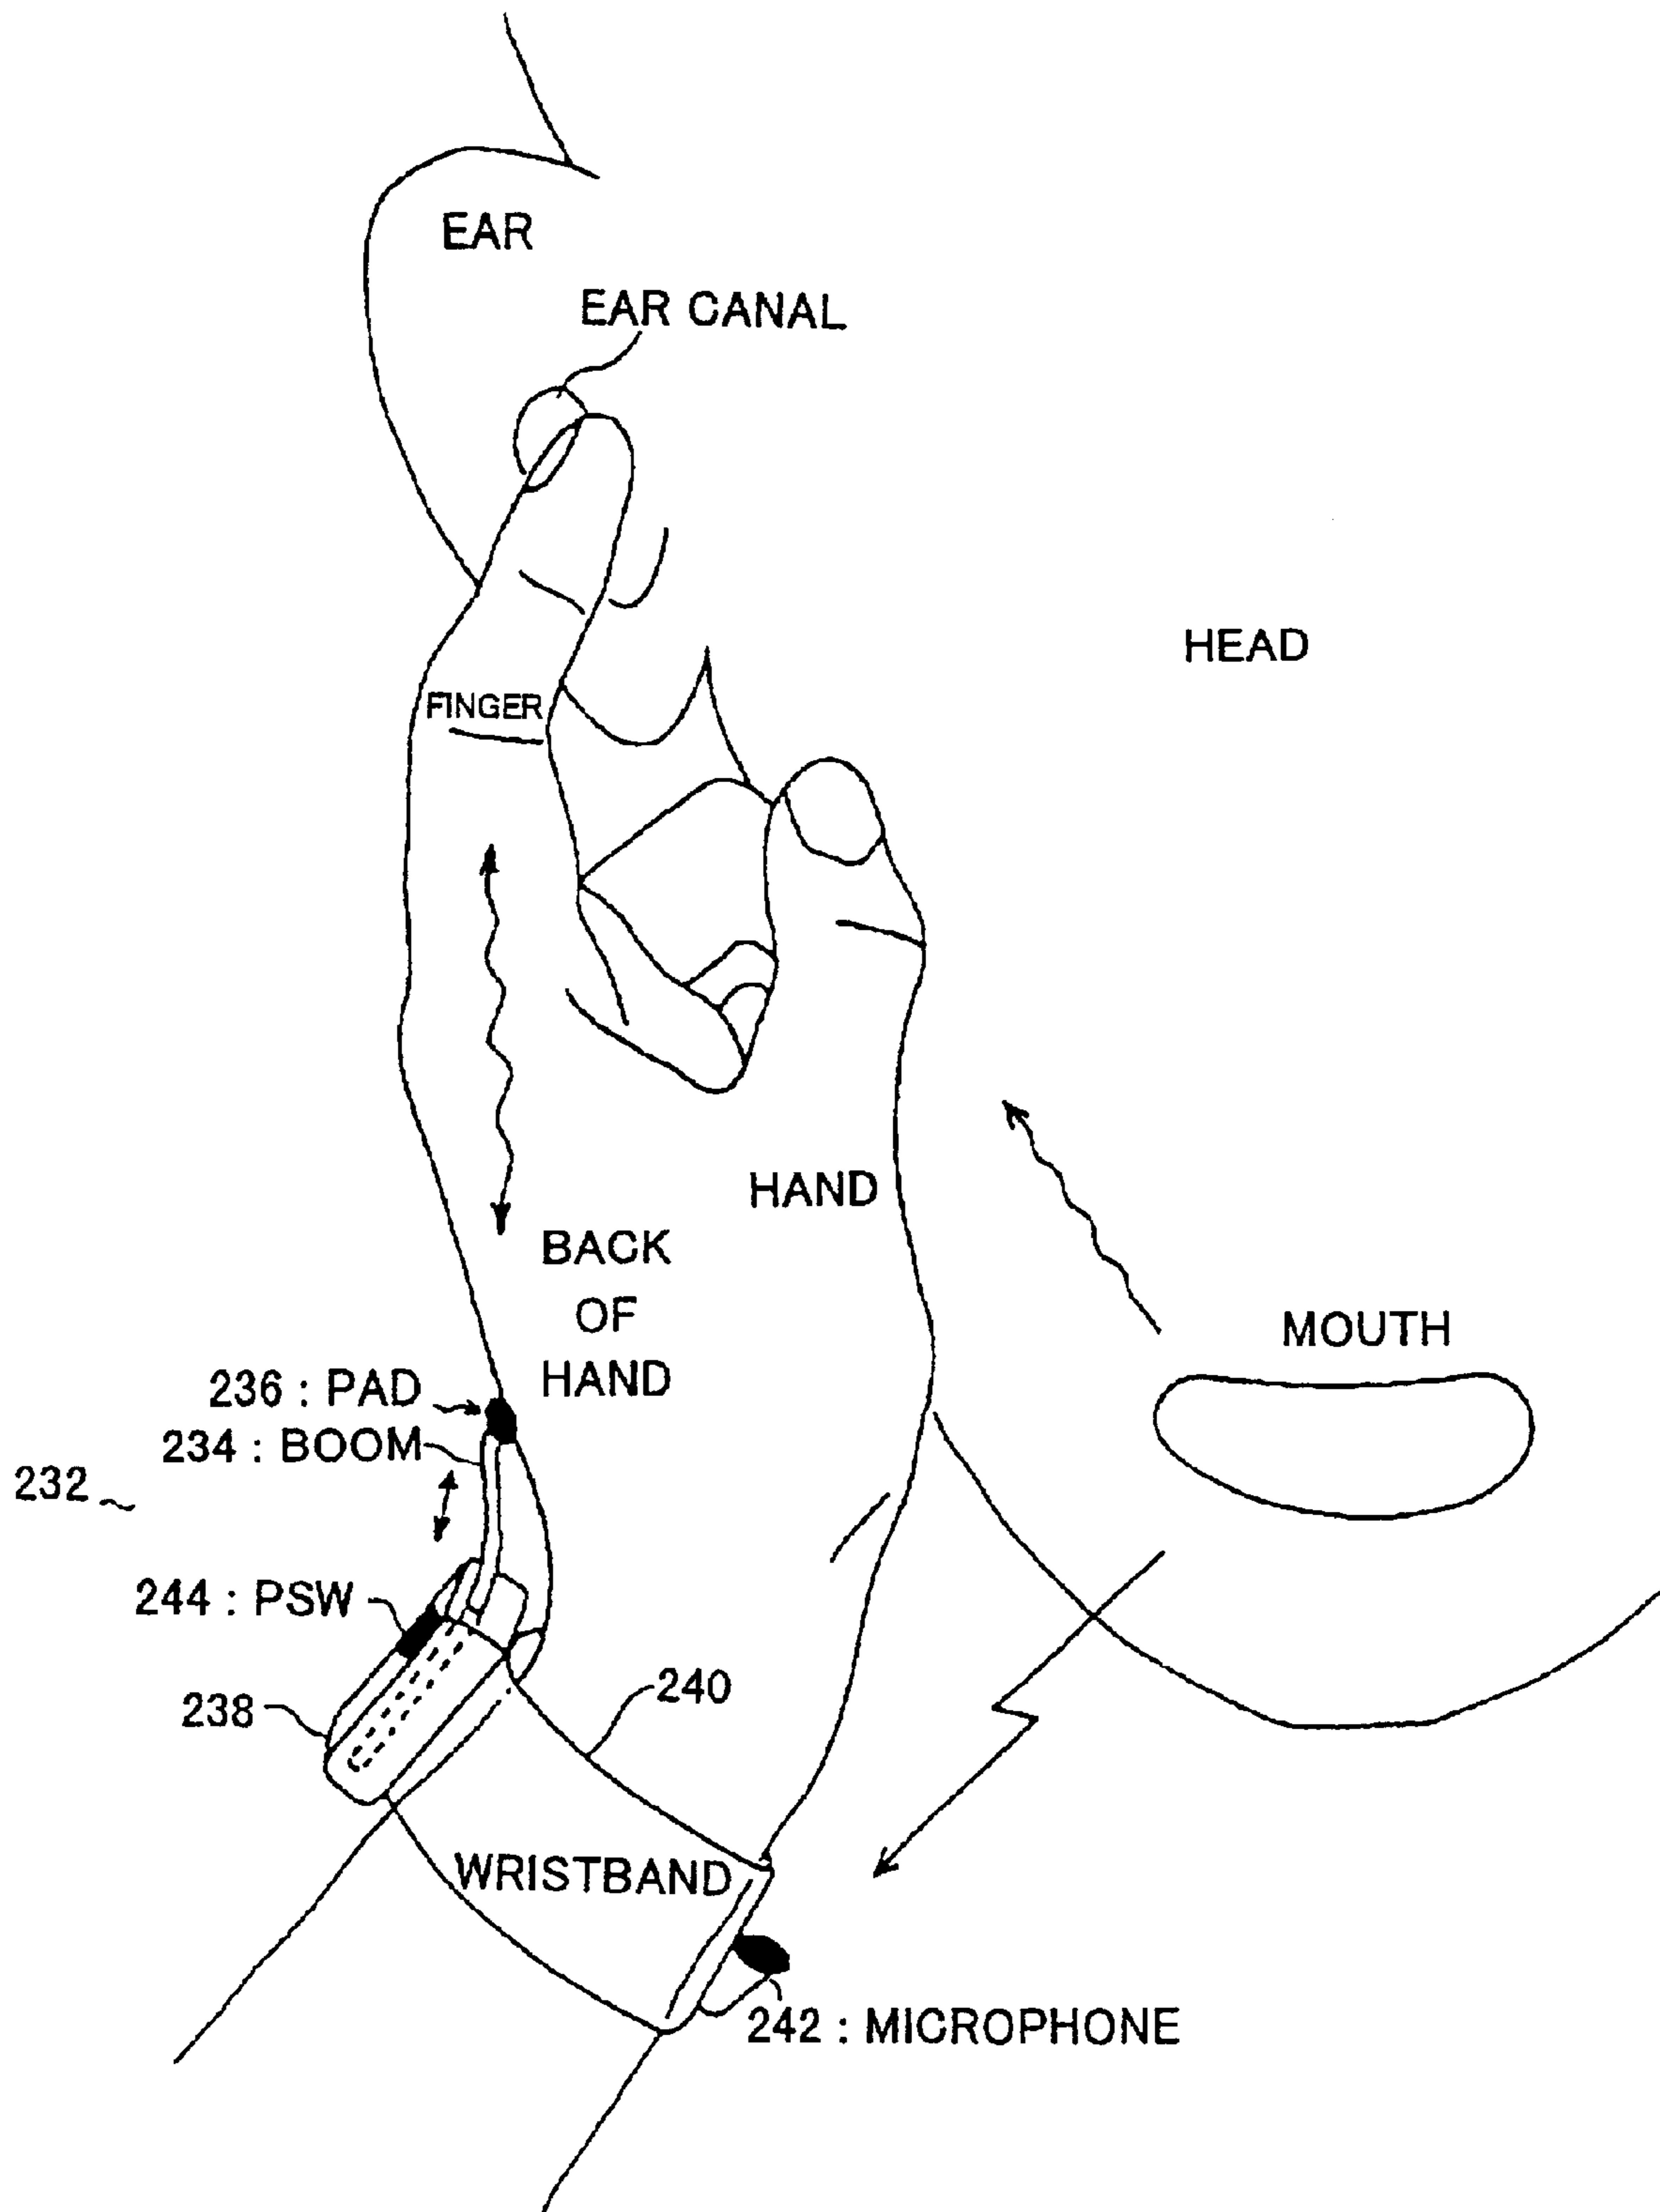 EAR
EAR CANAL
HEAD
FINGER
HAND
BACK
OF
HAND
MOUTH
236 : PAD
234 : BOOM
232
244 : PSW
238
240
WRISTBAND
242 : MICROPHONE